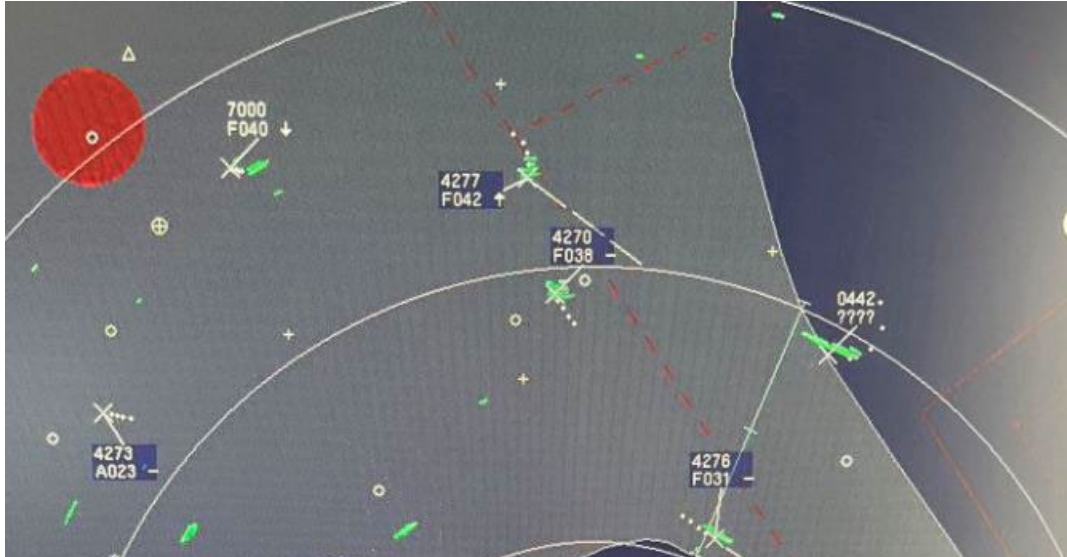 7000
F040 ↓
4277
F042 ↑
4270
F038 -
0442.
????.
4273
A023 -
4276
F031 -